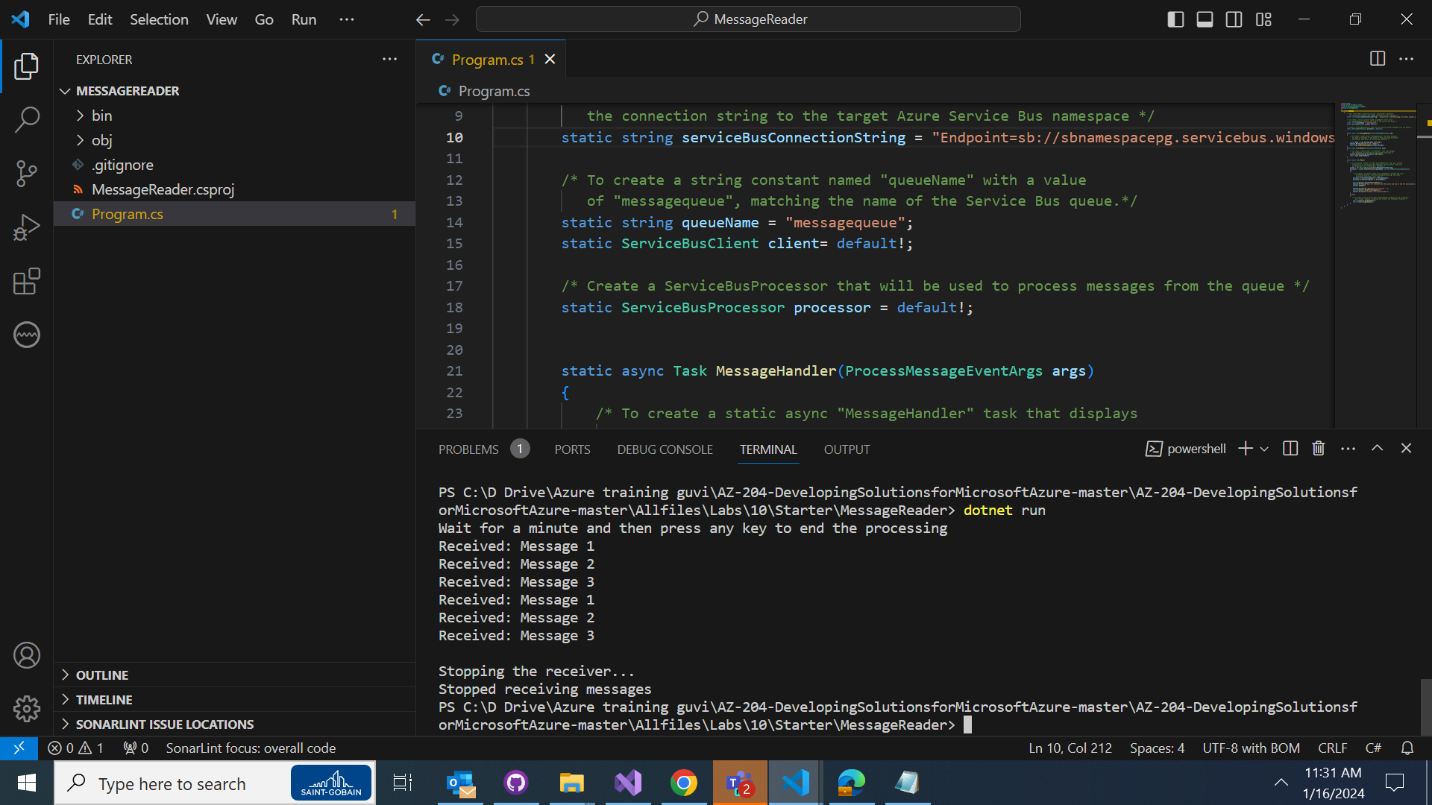 File Edit Selection View Go Run ···
MessageReader
EXPLORER
MESSAGEREADER
bin
obj
.gitignore
MessageReader.csproj
Program.cs 1
Program.cs 1
Program.cs
9 the connection string to the target Azure Service Bus namespace */
10 static string serviceBusConnectionString = "Endpoint=sb://sbnamespacepg.servicebus.windows
11
12 /* To create a string constant named "queueName" with a value
13 of "messagequeue", matching the name of the Service Bus queue.*/
14 static string queueName = "messagequeue";
15 static ServiceBusClient client= default!;
16
17 /* Create a ServiceBusProcessor that will be used to process messages from the queue */
18 static ServiceBusProcessor processor = default!;
19
20
21 static async Task MessageHandler(ProcessMessageEventArgs args)
22 {
23 /* To create a static async "MessageHandler" task that displays
PROBLEMS 1 PORTS DEBUG CONSOLE TERMINAL OUTPUT
powershell
PS C:\D Drive\Azure training guvi\AZ-204-DevelopingSolutionsforMicrosoftAzure-master\AZ-204-DevelopingSolutionsf
orMicrosoftAzure-master\Allfiles\Labs\10\Starter\MessageReader> dotnet run
Wait for a minute and then press any key to end the processing
Received: Message 1
Received: Message 2
Received: Message 3
Received: Message 1
Received: Message 2
Received: Message 3
Stopping the receiver...
Stopped receiving messages
PS C:\D Drive\Azure training guvi\AZ-204-DevelopingSolutionsforMicrosoftAzure-master\AZ-204-DevelopingSolutionsf
orMicrosoftAzure-master\Allfiles\Labs\10\Starter\MessageReader>
OUTLINE
TIMELINE
SONARLINT ISSUE LOCATIONS
0 1 0 SonarLint focus: overall code
Ln 10, Col 212 Spaces: 4 UTF-8 with BOM CRLF C#
Type here to search
SAINT-GOBAIN
2
11:31 AM
1/16/2024